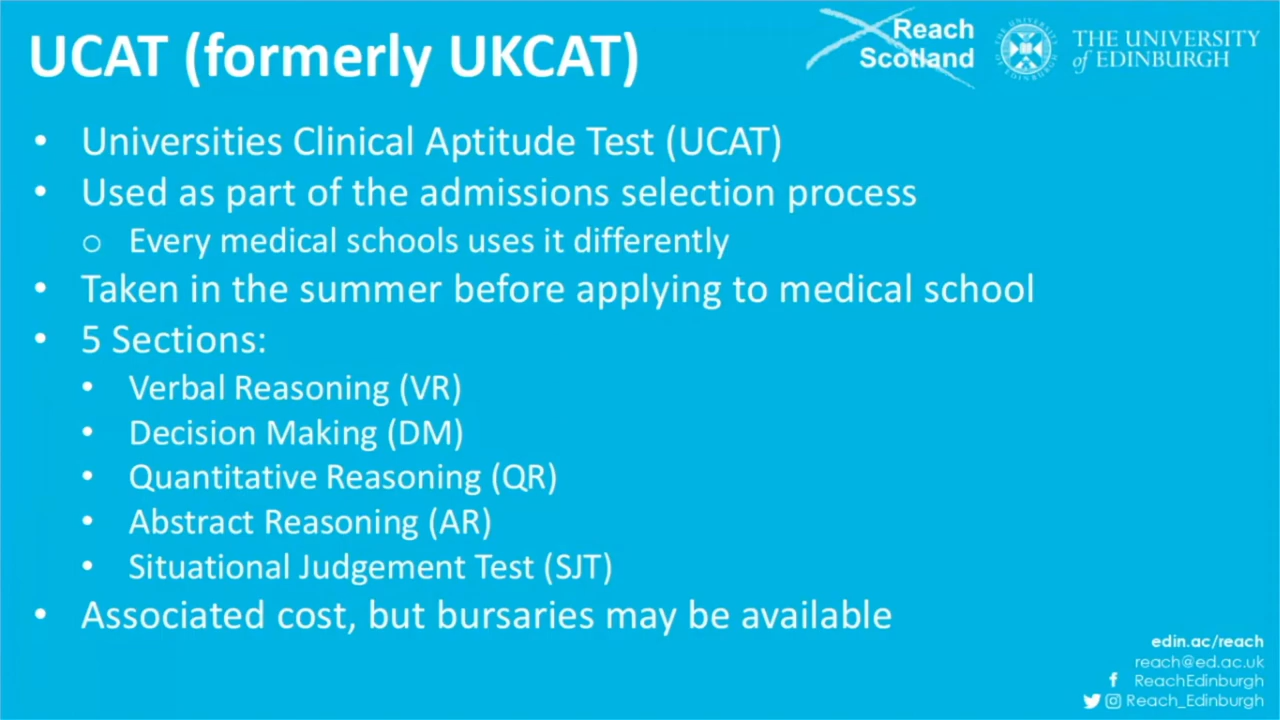 UCAT (formerly UKCAT)
Reach
Scotland
THE UNIVERSITY
of EDINBURGH
• Universities Clinical Aptitude Test (UCAT)
• Used as part of the admissions selection process
o Every medical schools uses it differently
• Taken in the summer before applying to medical school
• 5 Sections:
• Verbal Reasoning (VR)
• Decision Making (DM)
• Quantitative Reasoning (QR)
• Abstract Reasoning (AR)
• Situational Judgement Test (SJT)
• Associated cost, but bursaries may be available
edin.ac/reach
reach@ed.ac.uk
ReachEdinburgh
Reach_Edinburgh